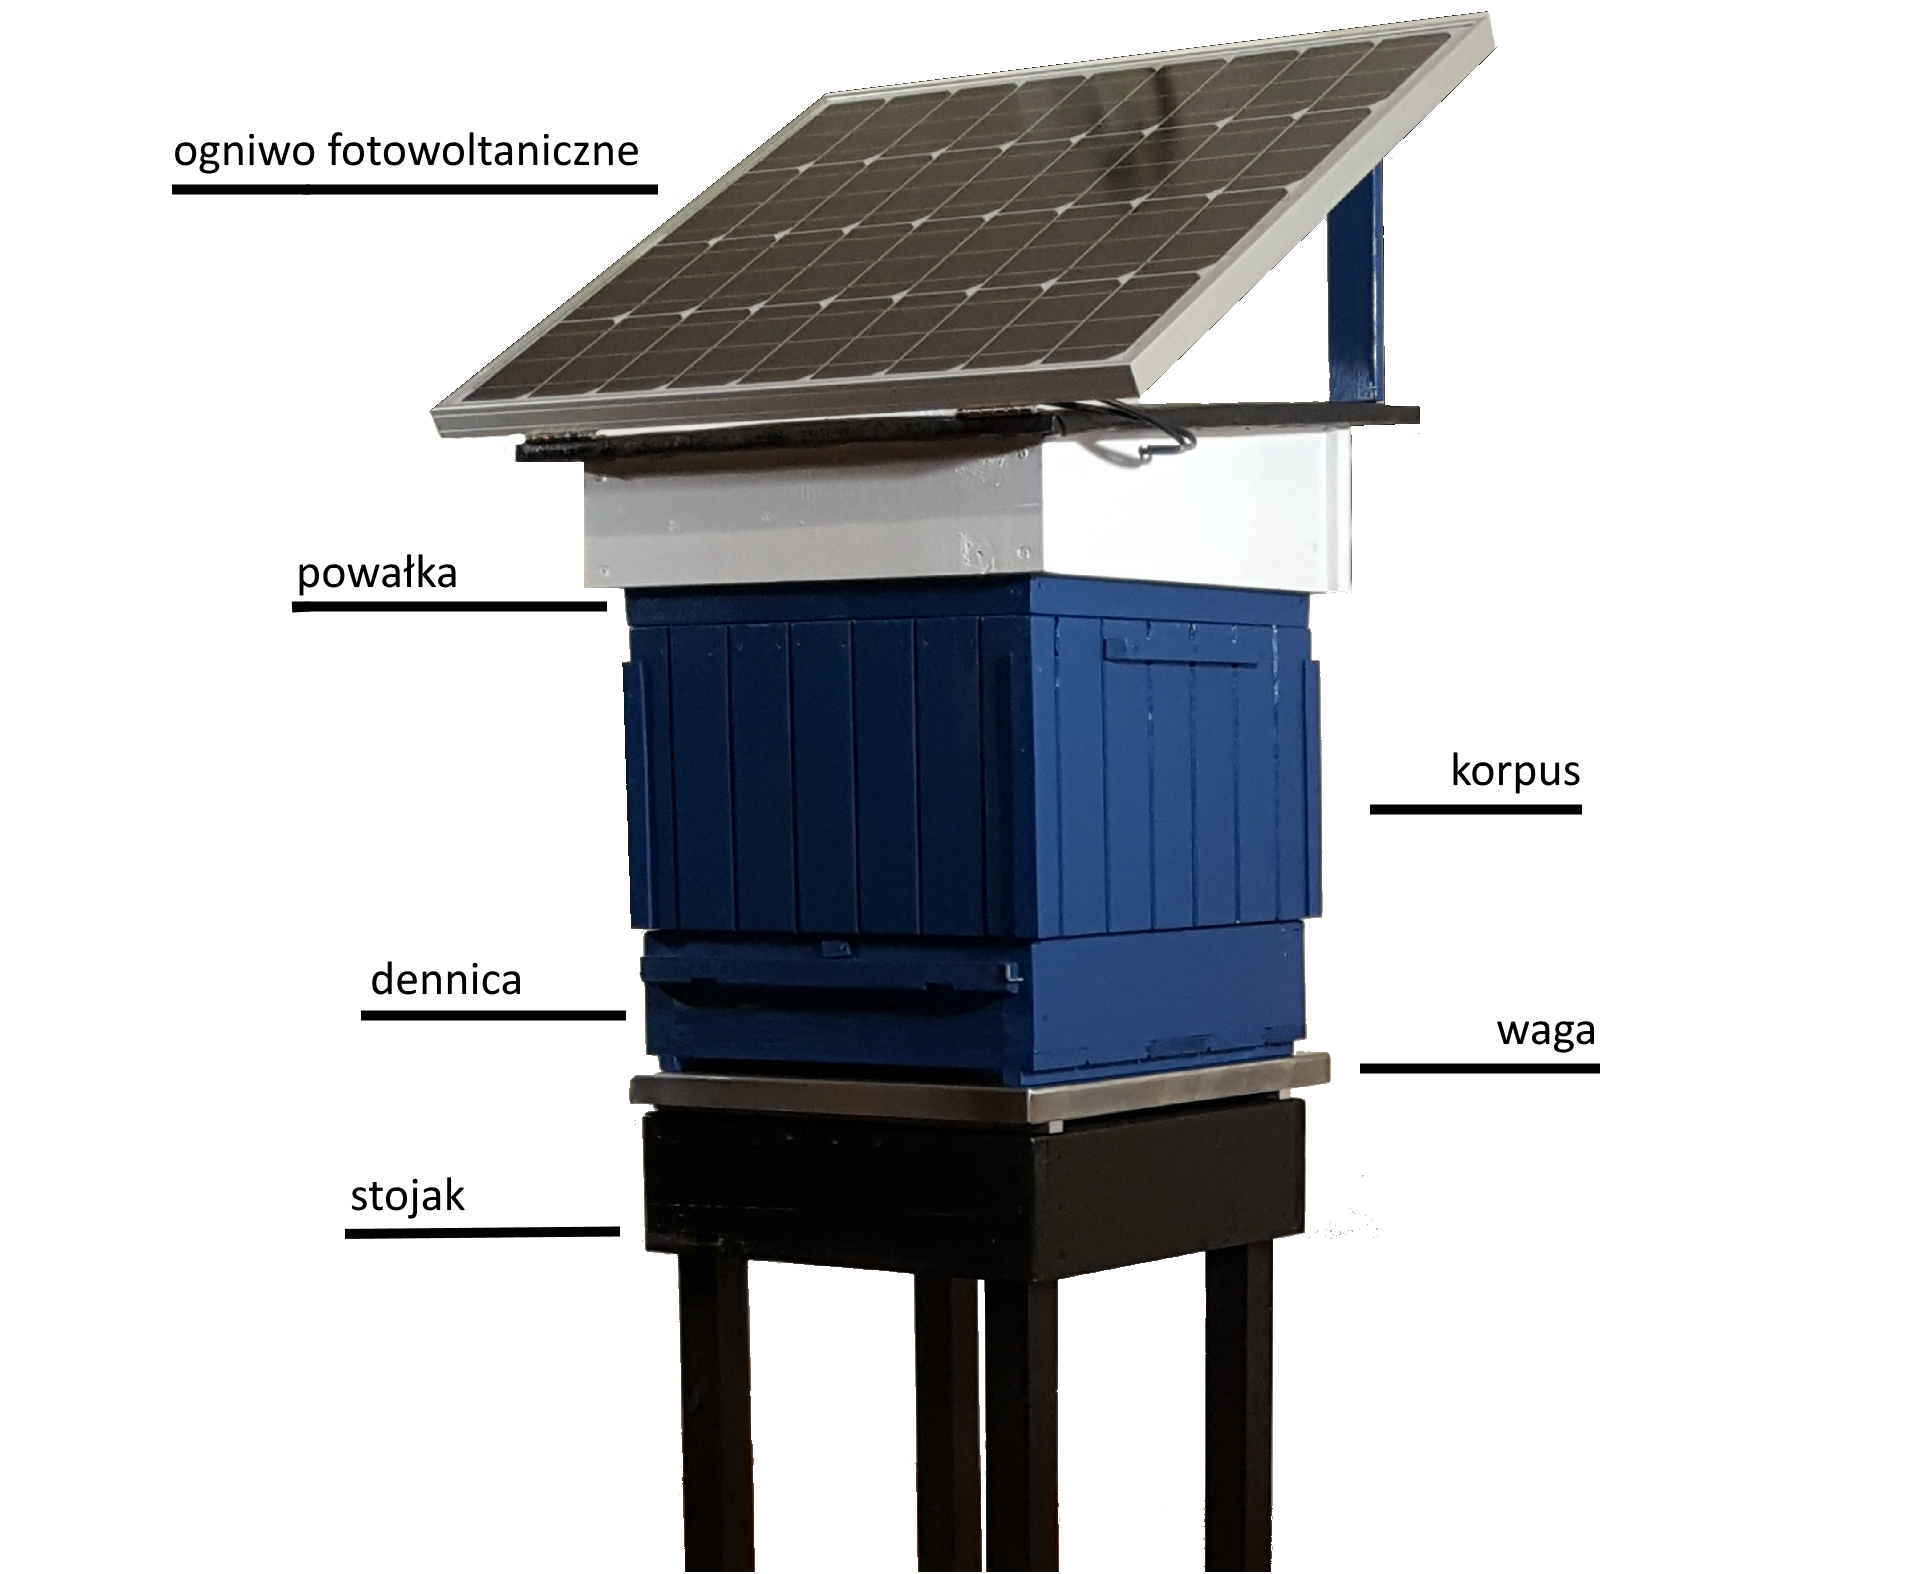 ogniwo fotowoltaniczne
powałka
korpus
dennica
waga
stojak